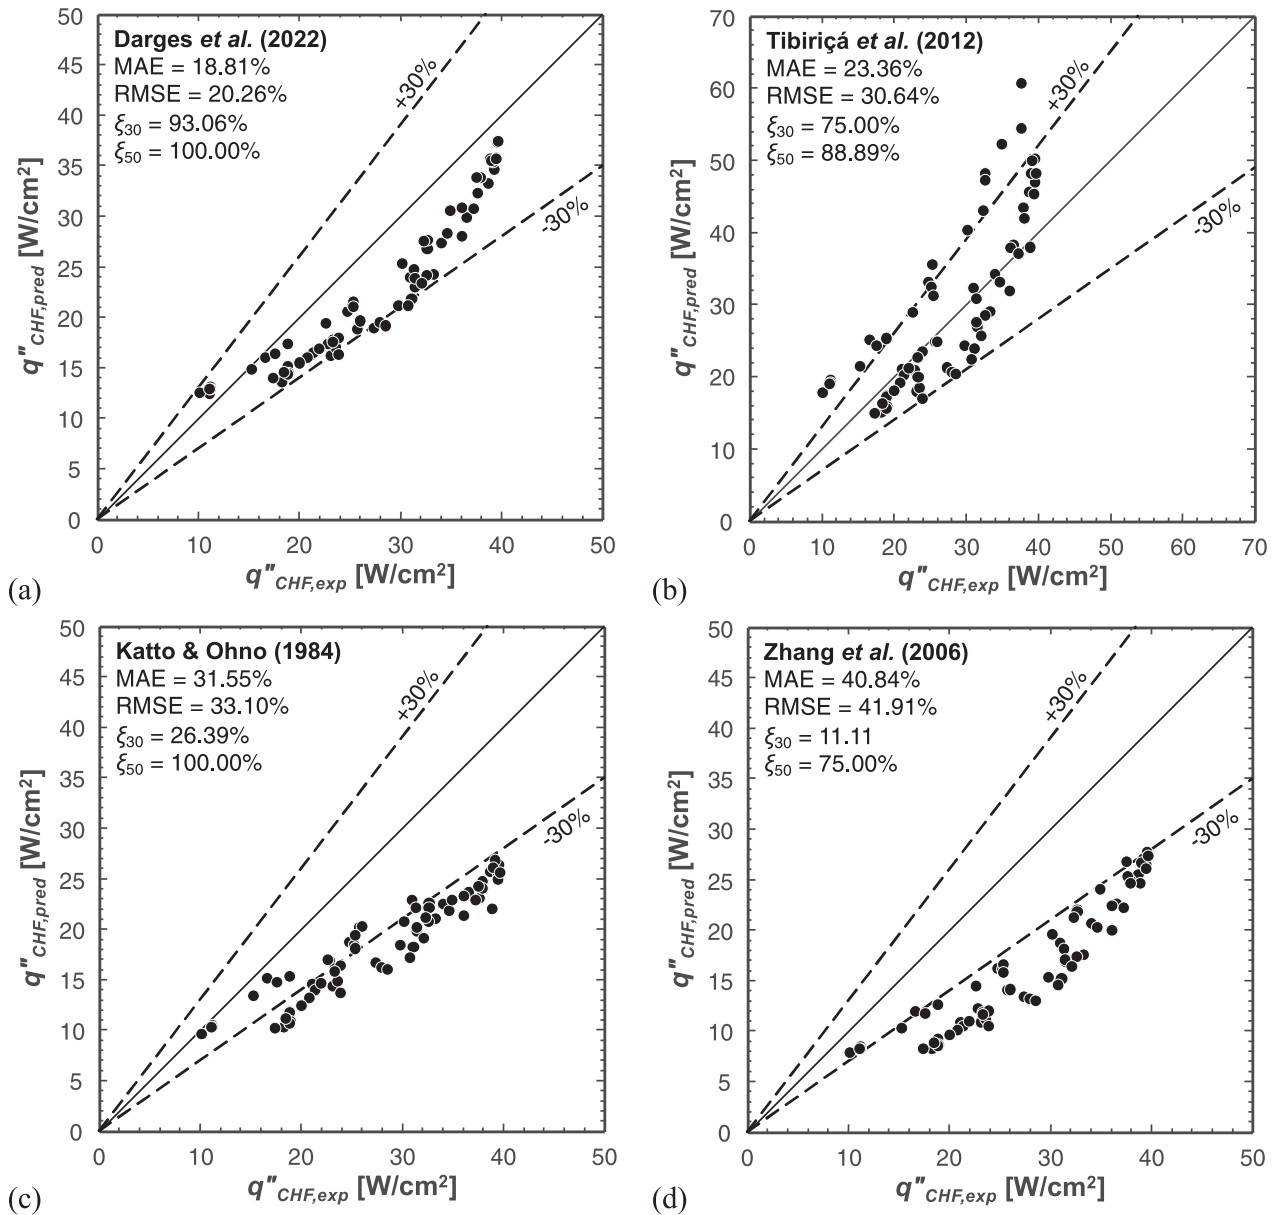 Darges et al. (2022)
MAE = 18.81%
RMSE = 20.26%
ξ30 = 93.06%
ξ50 = 100.00%
+30%
-30%
50
45
40
35
30
25
20
15
10
5
0
0 10 20 30 40 50
q″CHF,pred [W/cm²]
q″CHF,exp [W/cm²]
(a)
Tibiriçá et al. (2012)
MAE = 23.36%
RMSE = 30.64%
ξ30 = 75.00%
ξ50 = 88.89%
+30%
-30%
70
60
50
40
30
20
10
0
0 10 20 30 40 50 60 70
q″CHF,pred [W/cm²]
q″CHF,exp [W/cm²]
(b)
Katto & Ohno (1984)
MAE = 31.55%
RMSE = 33.10%
ξ30 = 26.39%
ξ50 = 100.00%
+30%
-30%
50
45
40
35
30
25
20
15
10
5
0
0 10 20 30 40 50
q″CHF,pred [W/cm²]
q″CHF,exp [W/cm²]
(c)
Zhang et al. (2006)
MAE = 40.84%
RMSE = 41.91%
ξ30 = 11.11
ξ50 = 75.00%
+30%
-30%
50
45
40
35
30
25
20
15
10
5
0
0 10 20 30 40 50
q″CHF,pred [W/cm²]
q″CHF,exp [W/cm²]
(d)